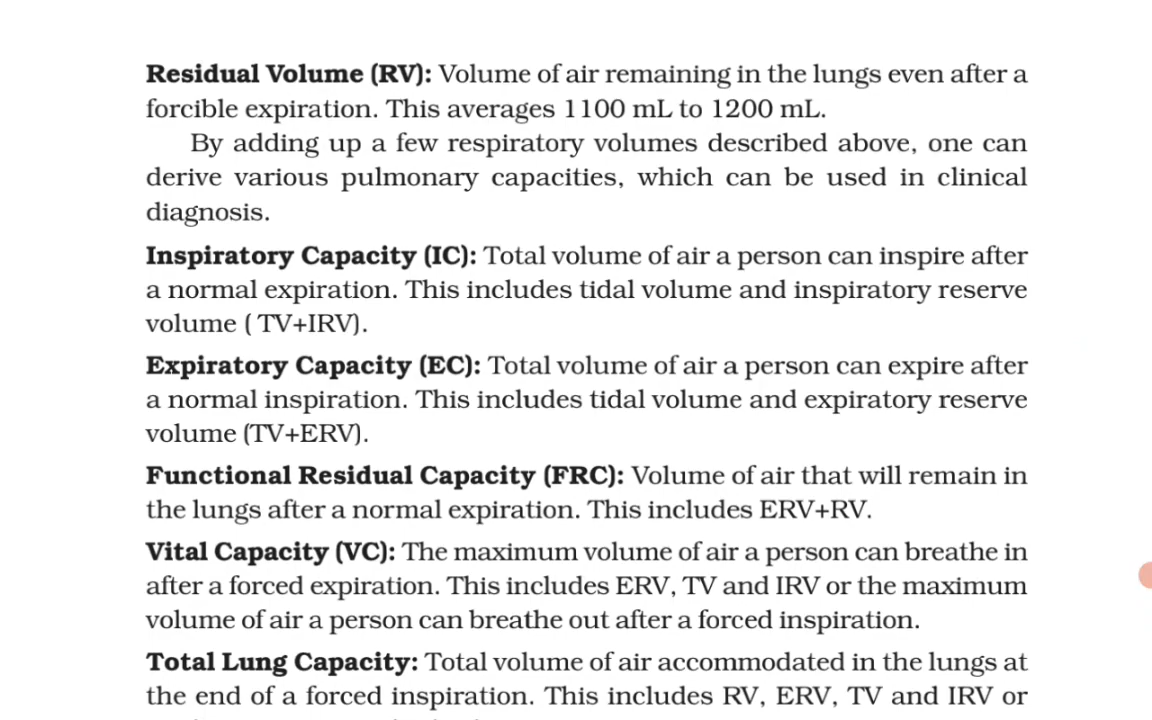 Residual Volume (RV): Volume of air remaining in the lungs even after a
forcible expiration. This averages 1100 mL to 1200 mL.
By adding up a few respiratory volumes described above, one can
derive various pulmonary capacities, which can be used in clinical
diagnosis.
Inspiratory Capacity (IC): Total volume of air a person can inspire after
a normal expiration. This includes tidal volume and inspiratory reserve
volume ( TV+IRV).
Expiratory Capacity (EC): Total volume of air a person can expire after
a normal inspiration. This includes tidal volume and expiratory reserve
volume (TV+ERV).
Functional Residual Capacity (FRC): Volume of air that will remain in
the lungs after a normal expiration. This includes ERV+RV.
Vital Capacity (VC): The maximum volume of air a person can breathe in
after a forced expiration. This includes ERV, TV and IRV or the maximum
volume of air a person can breathe out after a forced inspiration.
Total Lung Capacity: Total volume of air accommodated in the lungs at
the end of a forced inspiration. This includes RV, ERV, TV and IRV or